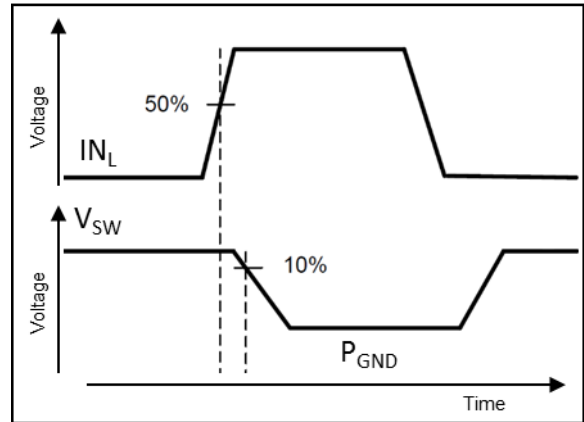 Voltage
50%
IN_L
V_SW
Voltage
10%
P_GND
Time